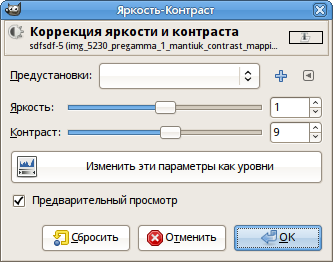 Яркость-Контраст
Коррекция яркости и контраста
sdfsdf-5 (img_5230_pregamma_1_mantiuk_contrast_mappi...
Предустановки:
Яркость: 1
Контраст: 9
Изменить эти параметры как уровни
Предварительный просмотр
Сбросить Отменить OK